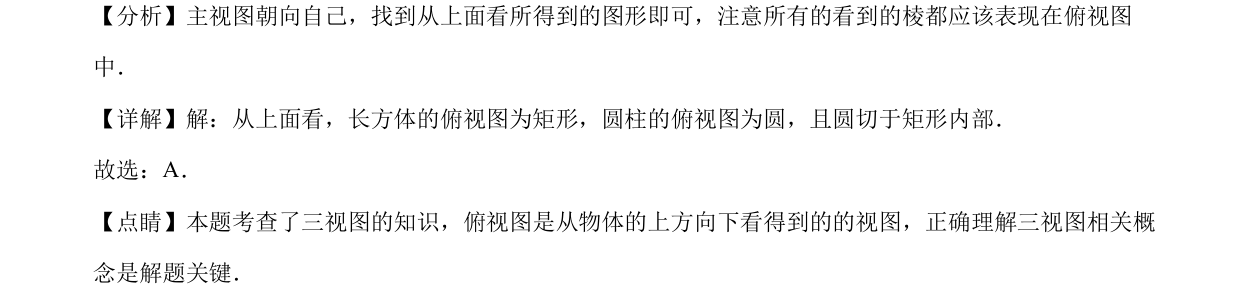 【分析】主视图朝向自己，找到从上面看所得到的图形即可，注意所有的看到的棱都应该表现在俯视图
中．
【详解】解：从上面看，长方体的俯视图为矩形，圆柱的俯视图为圆，且圆切于矩形内部．
故选：A．
【点睛】本题考查了三视图的知识，俯视图是从物体的上方向下看得到的的视图，正确理解三视图相关概
念是解题关键．